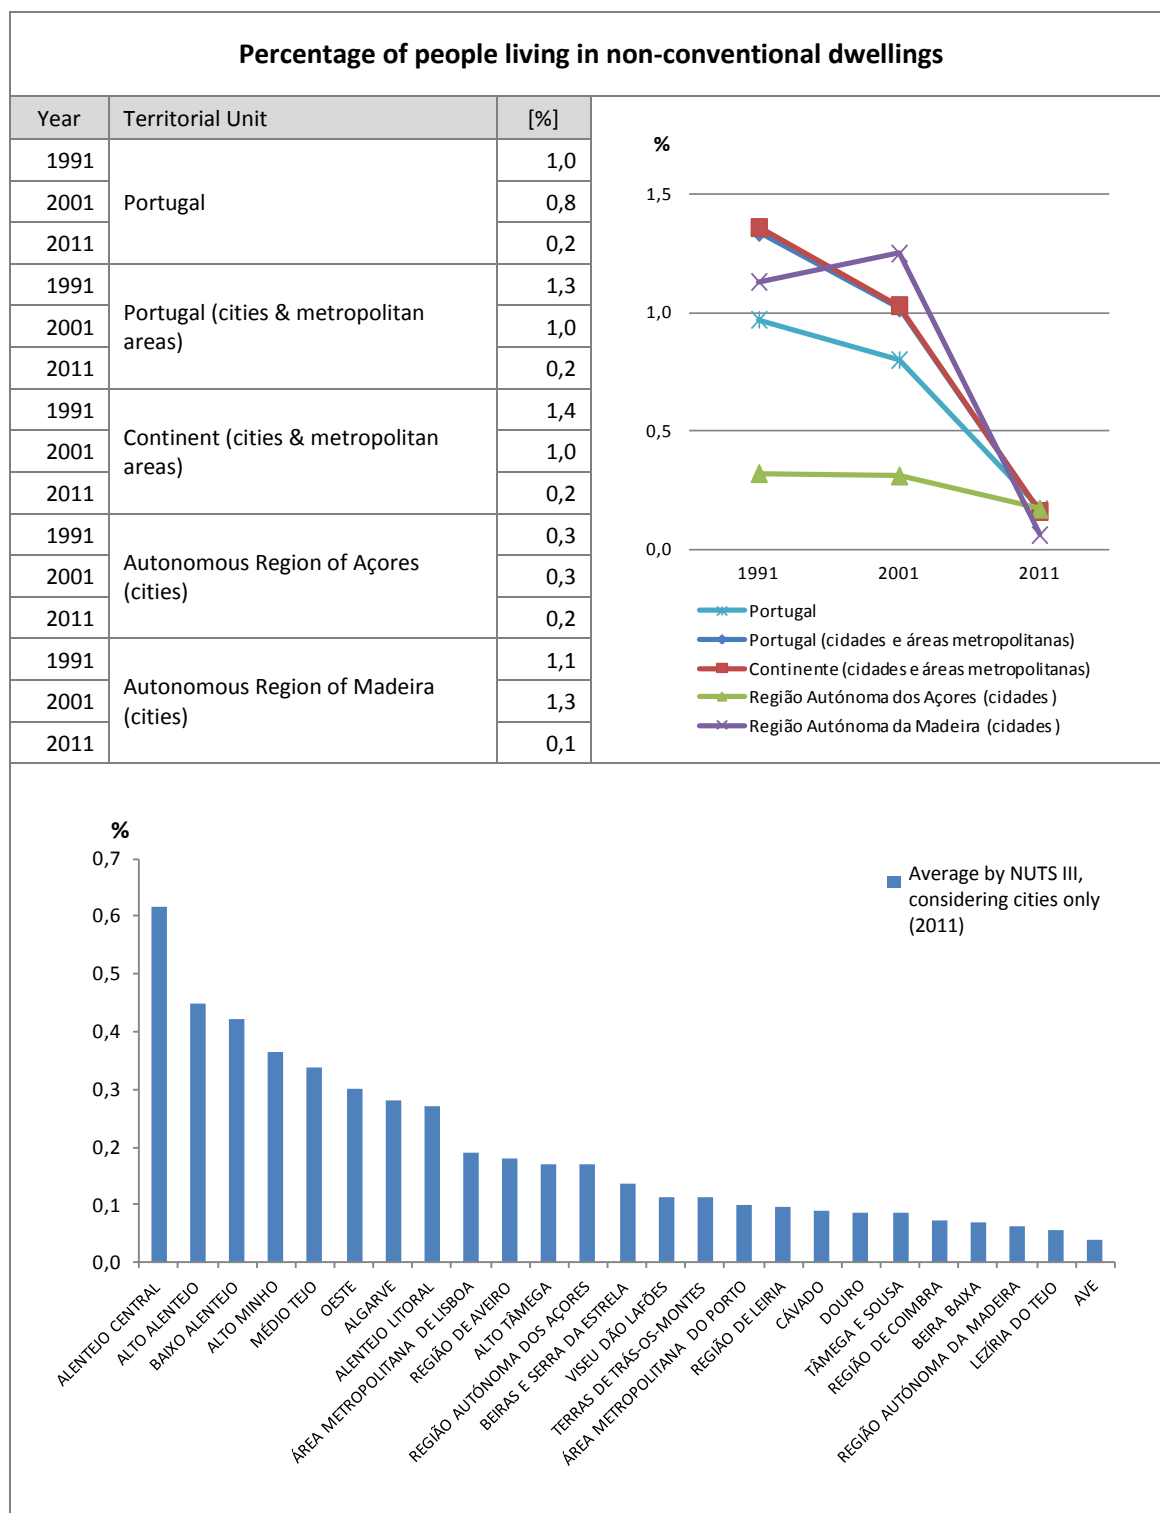 Percentage of people living in non-conventional dwellings
Year Territorial Unit [%]
1991 1,0
2001 Portugal 0,8
2011 0,2
1991 1,3
Portugal (cities & metropolitan
2001 1,0
areas)
2011 0,2
1991 1,4
Continent (cities & metropolitan
2001 1,0
areas)
2011 0,2
1991 0,3
Autonomous Region of Açores
2001 0,3
(cities)
2011 0,2
1991 1,1
Autonomous Region of Madeira
2001 1,3
(cities)
2011 0,1
%
1,5
1,0
0,5
0,0
1991 2001 2011
Portugal
Portugal (cidades e áreas metropolitanas)
Continente (cidades e áreas metropolitanas)
Região Autónoma dos Açores (cidades )
Região Autónoma da Madeira (cidades )
%
0,7
0,6
0,5
0,4
0,3
0,2
0,1
0,0
Average by NUTS III,
considering cities only
(2011)
ALENTEJO CENTRAL
ALTO ALENTEJO
BAIXO ALENTEJO
ALTO MINHO
MÉDIO TEJO
OESTE
ALGARVE
ALENTEJO LITORAL
ÁREA METROPOLITANA DE LISBOA
REGIÃO DE AVEIRO
ALTO TÂMEGA
REGIÃO AUTÓNOMA DOS AÇORES
BEIRAS E SERRA DA ESTRELA
VISEU DÃO LAFÕES
TERRAS DE TRÁS-OS-MONTES
ÁREA METROPOLITANA DO PORTO
REGIÃO DE LEIRIA
CÁVADO
DOURO
TÂMEGA E SOUSA
REGIÃO DE COIMBRA
BEIRA BAIXA
REGIÃO AUTÓNOMA DA MADEIRA
LEZÍRIA DO TEJO
AVE